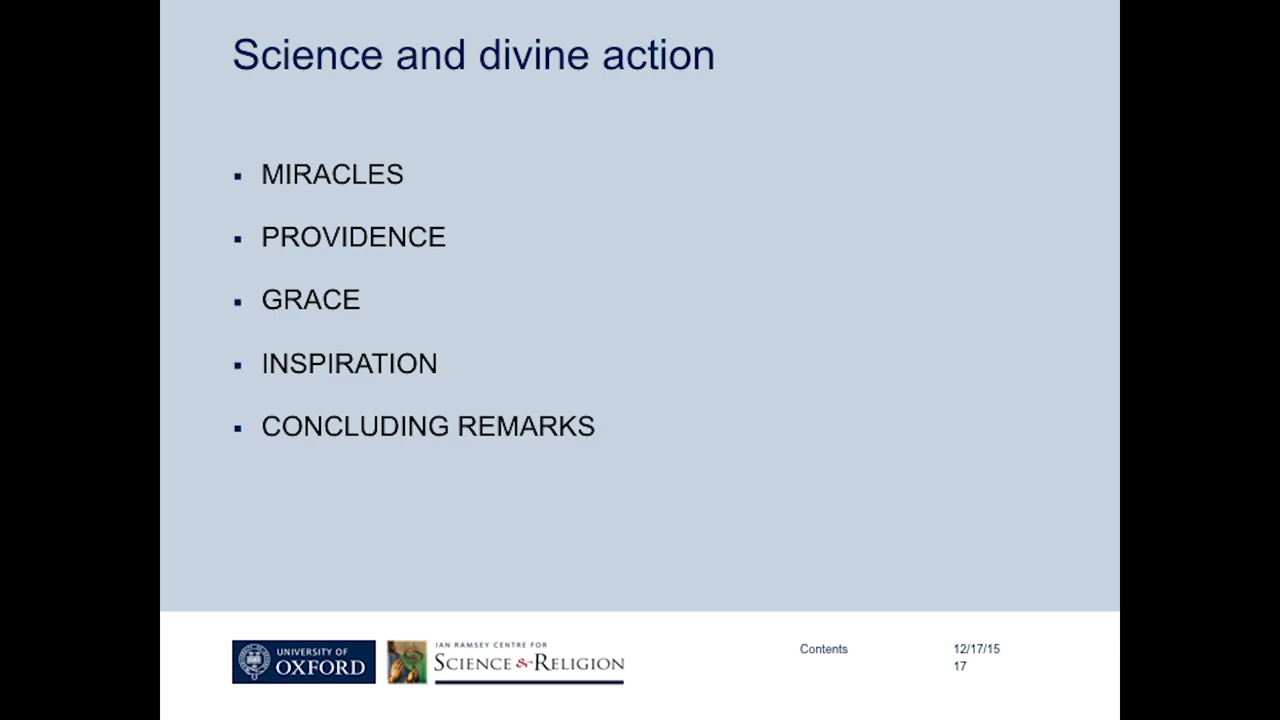 Science and divine action
▪ MIRACLES
▪ PROVIDENCE
▪ GRACE
▪ INSPIRATION
▪ CONCLUDING REMARKS
UNIVERSITY OF
OXFORD
IAN RAMSEY CENTRE FOR
SCIENCE & RELIGION
Contents
12/17/15
17